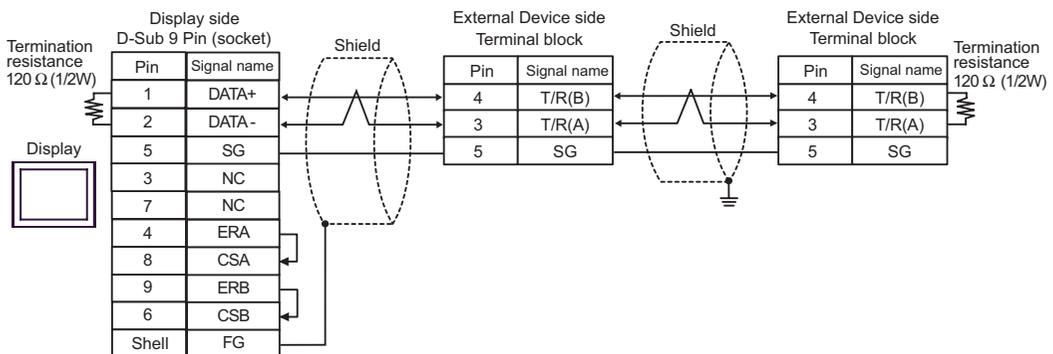 Display side
D-Sub 9 Pin (socket)
Termination
resistance
120 Ω (1/2W)
Pin Signal name
1 DATA+
2 DATA-
5 SG
3 NC
7 NC
4 ERA
8 CSA
9 ERB
6 CSB
Shell FG
Display
Shield
External Device side
Terminal block
Pin Signal name
4 T/R(B)
3 T/R(A)
5 SG
Shield
External Device side
Terminal block
Pin Signal name
4 T/R(B)
3 T/R(A)
5 SG
Termination
resistance
120 Ω (1/2W)